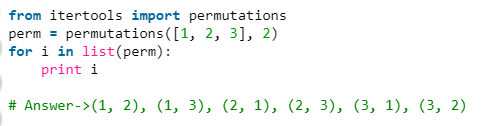 from itertools import permutations
perm = permutations([1, 2, 3], 2)
for i in list(perm):
    print i
# Answer->(1, 2), (1, 3), (2, 1), (2, 3), (3, 1), (3, 2)